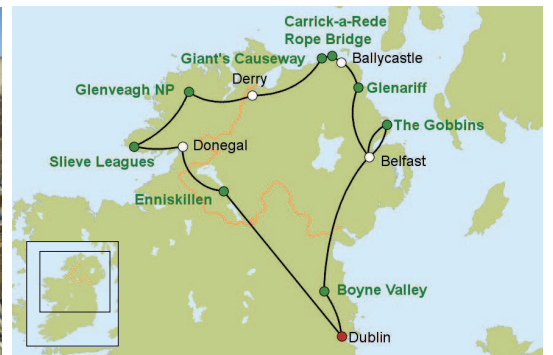 Carrick-a-Rede
Rope Bridge
Giant's Causeway
Ballycastle
Derry
Glenveagh NP
Glenariff
The Gobbins
Donegal
Slieve Leagues
Belfast
Enniskillen
Boyne Valley
Dublin